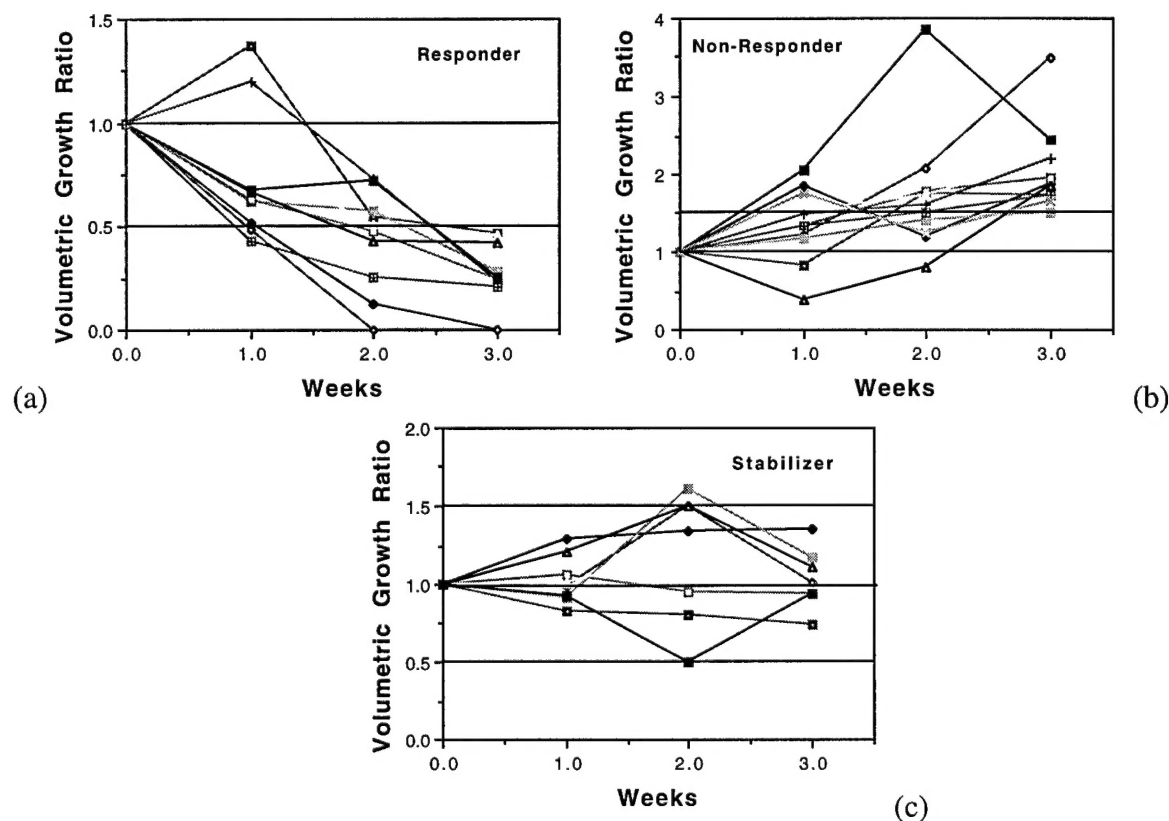 Responder
Volumetric Growth Ratio
1.5
1.0
0.5
0.0
0.0 1.0 2.0 3.0
Weeks
(a)
Non-Responder
Volumetric Growth Ratio
4
3
2
1
0
0.0 1.0 2.0 3.0
Weeks
(b)
Stabilizer
Volumetric Growth Ratio
2.0
1.5
1.0
0.5
0.0
0.0 1.0 2.0 3.0
Weeks
(c)